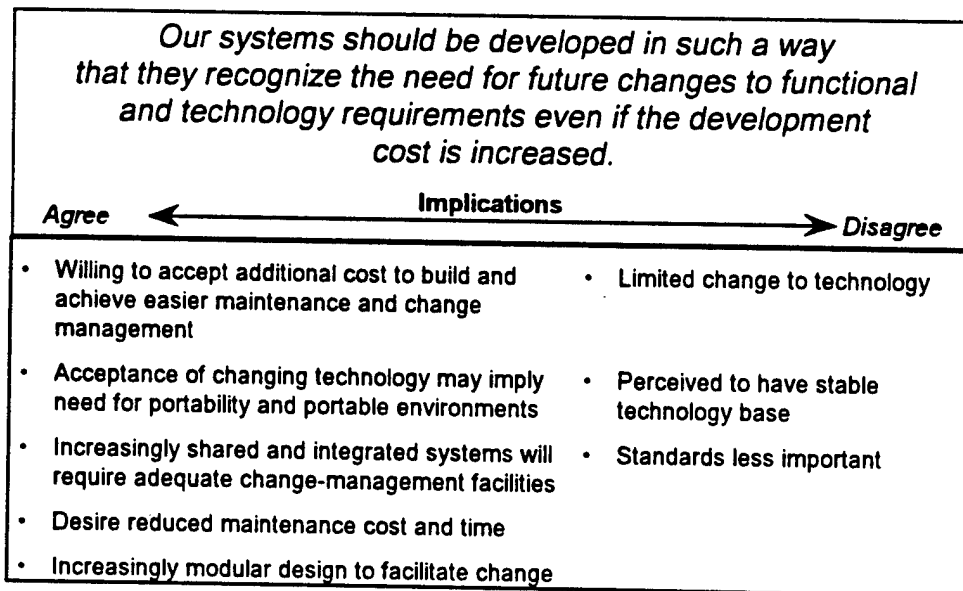 Our systems should be developed in such a way
that they recognize the need for future changes to functional
and technology requirements even if the development
cost is increased.
Implications
Agree
Disagree
• Willing to accept additional cost to build and
achieve easier maintenance and change
management
• Acceptance of changing technology may imply
need for portability and portable environments
• Increasingly shared and integrated systems will
require adequate change-management facilities
• Desire reduced maintenance cost and time
• Increasingly modular design to facilitate change
• Limited change to technology
• Perceived to have stable
technology base
• Standards less important